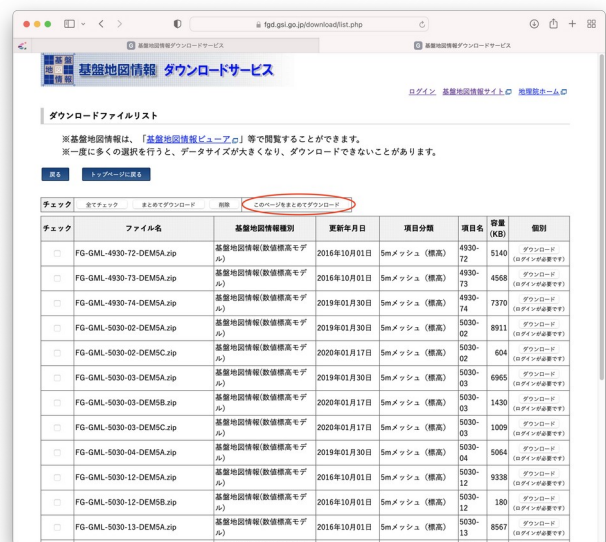 fgd.gsi.go.jp/download/list.php
基盤地図情報ダウンロードサービス
基盤地図情報ダウンロードサービス
基盤地図情報
基盤地図情報 ダウンロードサービス
ログイン 基盤地図情報サイト 地理院ホーム
ダウンロードファイルリスト
※基盤地図情報は、「基盤地図情報ビューア」等で閲覧することができます。
※一度に多くの選択を行うと、データサイズが大きくなり、ダウンロードできないことがあります。
戻る トップページに戻る
チェック 全てチェック まとめてダウンロード 削除 このページをまとめてダウンロード
チェック ファイル名 基盤地図情報種別 更新年月日 項目分類 項目名 容量(KB) 個別
FG-GML-4930-72-DEM5A.zip 基盤地図情報(数値標高モデル) 2016年10月01日 5mメッシュ（標高） 4930-72 5140 ダウンロード (ログインが必要です)
FG-GML-4930-73-DEM5A.zip 基盤地図情報(数値標高モデル) 2016年10月01日 5mメッシュ（標高） 4930-73 4568 ダウンロード (ログインが必要です)
FG-GML-4930-74-DEM5A.zip 基盤地図情報(数値標高モデル) 2019年01月30日 5mメッシュ（標高） 4930-74 7370 ダウンロード (ログインが必要です)
FG-GML-5030-02-DEM5A.zip 基盤地図情報(数値標高モデル) 2019年01月30日 5mメッシュ（標高） 5030-02 8911 ダウンロード (ログインが必要です)
FG-GML-5030-02-DEM5C.zip 基盤地図情報(数値標高モデル) 2020年01月17日 5mメッシュ（標高） 5030-02 604 ダウンロード (ログインが必要です)
FG-GML-5030-03-DEM5A.zip 基盤地図情報(数値標高モデル) 2019年01月30日 5mメッシュ（標高） 5030-03 6965 ダウンロード (ログインが必要です)
FG-GML-5030-03-DEM5B.zip 基盤地図情報(数値標高モデル) 2020年01月17日 5mメッシュ（標高） 5030-03 1430 ダウンロード (ログインが必要です)
FG-GML-5030-03-DEM5C.zip 基盤地図情報(数値標高モデル) 2020年01月17日 5mメッシュ（標高） 5030-03 1009 ダウンロード (ログインが必要です)
FG-GML-5030-04-DEM5A.zip 基盤地図情報(数値標高モデル) 2019年01月30日 5mメッシュ（標高） 5030-04 5064 ダウンロード (ログインが必要です)
FG-GML-5030-12-DEM5A.zip 基盤地図情報(数値標高モデル) 2016年10月01日 5mメッシュ（標高） 5030-12 9338 ダウンロード (ログインが必要です)
FG-GML-5030-12-DEM5B.zip 基盤地図情報(数値標高モデル) 2016年10月01日 5mメッシュ（標高） 5030-12 180 ダウンロード (ログインが必要です)
FG-GML-5030-13-DEM5A.zip 基盤地図情報(数値標高モデル) 2016年10月01日 5mメッシュ（標高） 5030-13 8567 ダウンロード (ログインが必要です)